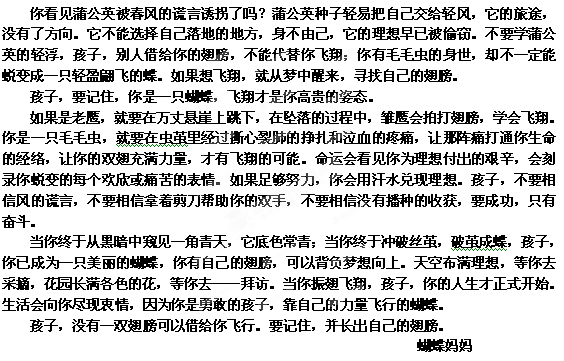 你看见蒲公英被春风的谎言诱拐了吗？蒲公英种子轻易把自己交给轻风，它的旅途，
没有了方向。它不能选择自己落地的地方，身不由己，它的理想早已被偷窃。不要学蒲公
英的轻浮，孩子，别人借给你的翅膀，不能代替你飞翔；你有毛毛虫的身世，却不一定能
蜕变成一只轻盈翩飞的蝶。如果想飞翔，就从梦中醒来，寻找自己的翅膀。
孩子，要记住，你是一只蝴蝶，飞翔才是你高贵的姿态。
如果是老鹰，就要在万丈悬崖上跳下，在坠落的过程中，雏鹰会拍打翅膀，学会飞翔。
你是一只毛毛虫，就要在虫茧里经过撕心裂肺的挣扎和泣血的疼痛，让那阵痛打通你生命
的经络，让你的双翅充满力量，才有飞翔的可能。命运会看见你为理想付出的艰辛，会刻
录你蜕变的每个欢欣或痛苦的表情。如果足够努力，你会用汗水兑现理想。孩子，不要相
信风的谎言，不要相信拿着剪刀帮助你的双手，不要相信没有播种的收获，要成功，只有
奋斗。
当你终于从黑暗中窥见一角青天，它底色常青；当你终于冲破丝茧，破茧成蝶，孩子，
你已成为一只美丽的蝴蝶，你有自己的翅膀，可以背负梦想向上。天空布满理想，等你去
采摘，花园长满各色的花，等你去一一拜访。当你振翅飞翔，孩子，你的人生才正式开始。
生活会向你尽现衷情，因为你是勇敢的孩子，靠自己的力量飞行的蝴蝶。
孩子，没有一双翅膀可以借给你飞行。要记住，并长出自己的翅膀。
蝴蝶妈妈